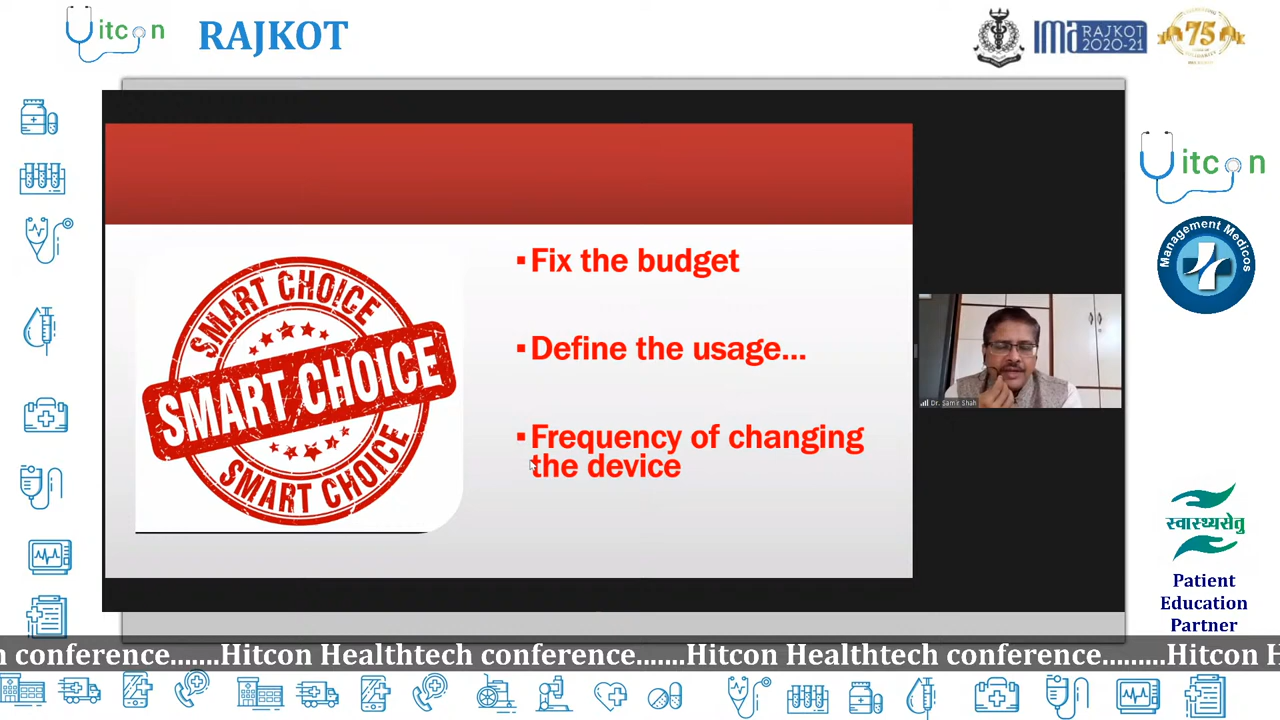 itcon
RAJKOT
IMA RAJKOT
2020-21
75
itcon
Management Medicos
SMART CHOICE
SMART CHOICE
SMART CHOICE
▪Fix the budget
▪Define the usage...
▪Frequency of changing
the device
Dr. Samir Shah
स्वास्थ्यसेतु
Patient
Education
Partner
h conference.......Hitcon Healthtech conference.......Hitcon Healthtech conference.........Hitcon H